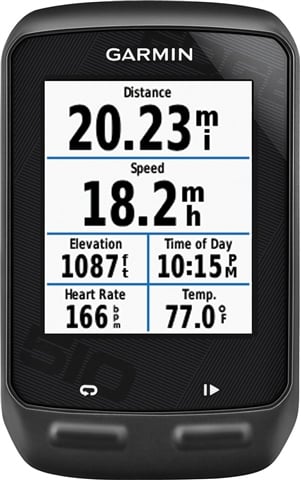 GARMIN
Distance
20.23 mi
Speed
18.2 mh
Elevation
1087 ft
Time of Day
10:15 PM
Heart Rate
166 bpm
Temp.
77.0 °F
510